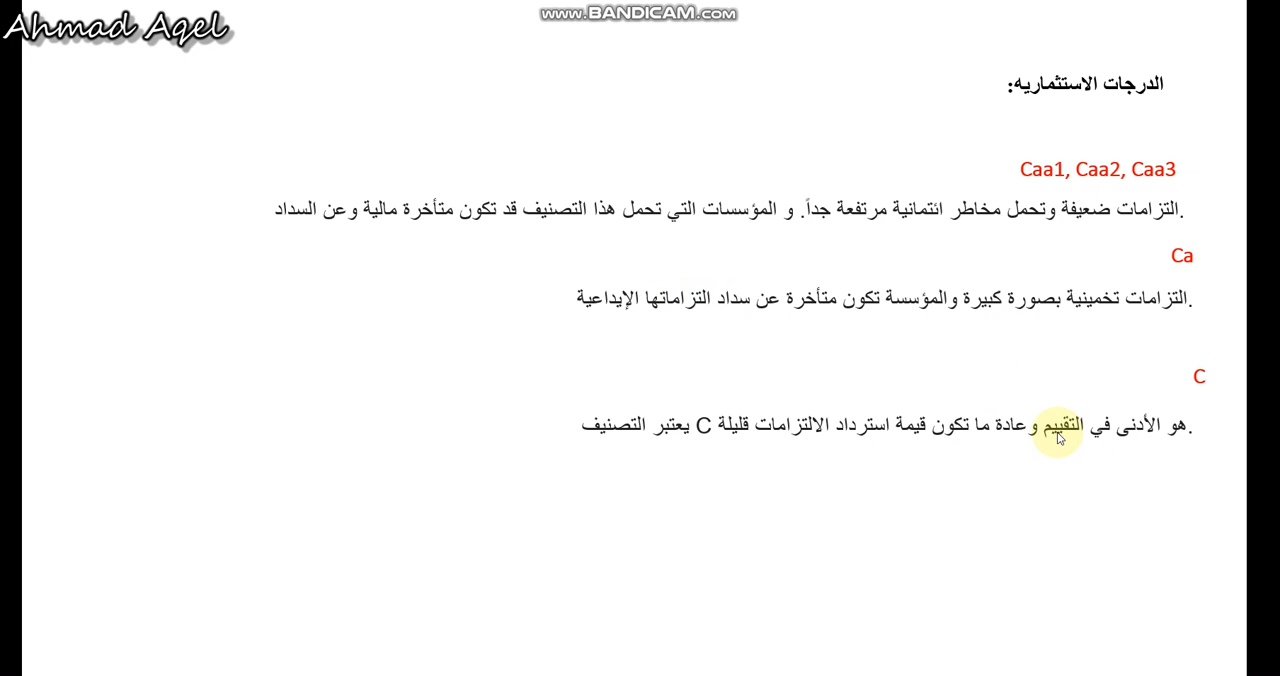 Ahmad Aqel
www.BANDICAM.com
الدرجات الاستثماريه:
Caa1, Caa2, Caa3
.التزامات ضعيفة وتحمل مخاطر ائتمانية مرتفعة جداً. و المؤسسات التي تحمل هذا التصنيف قد تكون متأخرة مالية وعن السداد
Ca
.التزامات تخمينية بصورة كبيرة والمؤسسة تكون متأخرة عن سداد التزاماتها الإيداعية
C
.هو الأدنى في التقييم وعادة ما تكون قيمة استرداد الالتزامات قليلة C يعتبر التصنيف